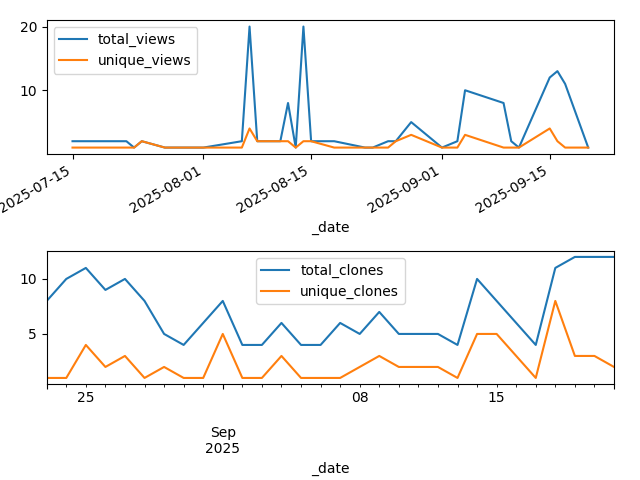 20
10
total_views
unique_views
2025-07-15
2025-08-01
2025-08-15
2025-09-01
2025-09-15
_date
10
5
total_clones
unique_clones
25
Sep
2025
08
15
_date